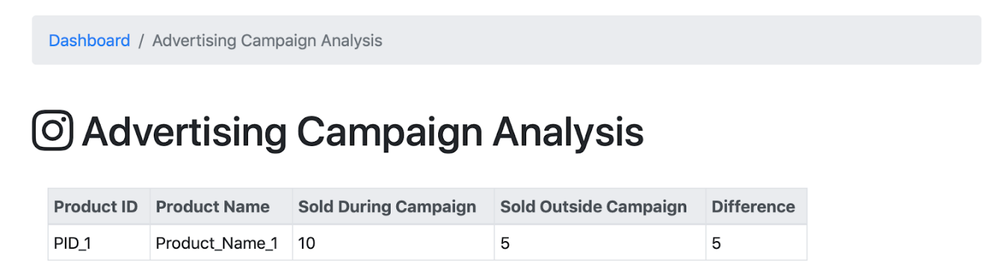 Dashboard / Advertising Campaign Analysis
Advertising Campaign Analysis
Product ID Product Name Sold During Campaign Sold Outside Campaign Difference
PID_1 Product_Name_1 10 5 5